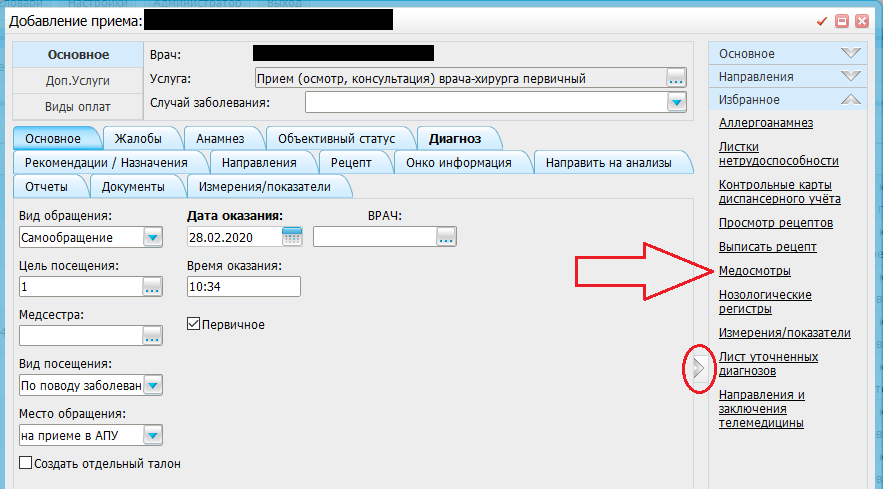 ловари Настройки Администратор Выход
Добавление приема:
Основное
Доп.Услуги
Виды оплат
Врач:
Услуга: Прием (осмотр, консультация) врача-хирурга первичный ...
Случай заболевания:
Основное Жалобы Анамнез Объективный статус Диагноз
Рекомендации / Назначения Направления Рецепт Онко информация Направить на анализы
Отчеты Документы Измерения/показатели
Вид обращения: Дата оказания: ВРАЧ:
Самообращение 28.02.2020 ...
Цель посещения: Время оказания:
1 ... 10:34
Медсестра:
... Первичное
Вид посещения:
По поводу заболеван
Место обращения:
на приеме в АПУ
Создать отдельный талон
Основное
Направления
Избранное
Аллергоанамнез
Листки
нетрудоспособности
Контрольные карты
диспансерного учёта
Просмотр рецептов
Выписать рецепт
Медосмотры
Нозологические
регистры
Измерения/показатели
Лист уточненных
диагнозов
Направления и
заключения
телемедицины